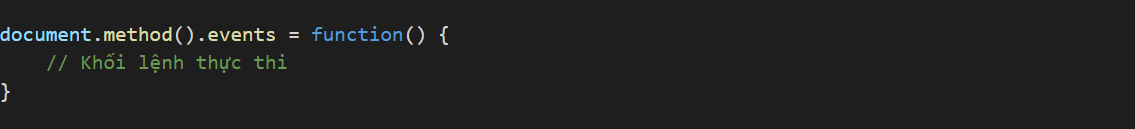 document.method().events = function() {
    // Khối lệnh thực thi
}